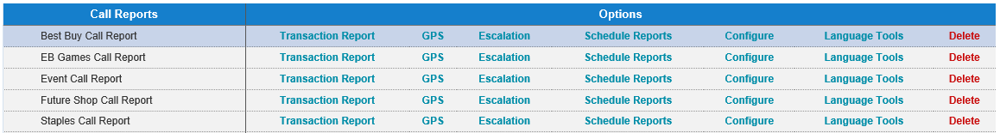 Call Reports Options
Best Buy Call Report Transaction Report GPS Escalation Schedule Reports Configure Language Tools Delete
EB Games Call Report Transaction Report GPS Escalation Schedule Reports Configure Language Tools Delete
Event Call Report Transaction Report GPS Escalation Schedule Reports Configure Language Tools Delete
Future Shop Call Report Transaction Report GPS Escalation Schedule Reports Configure Language Tools Delete
Staples Call Report Transaction Report GPS Escalation Schedule Reports Configure Language Tools Delete